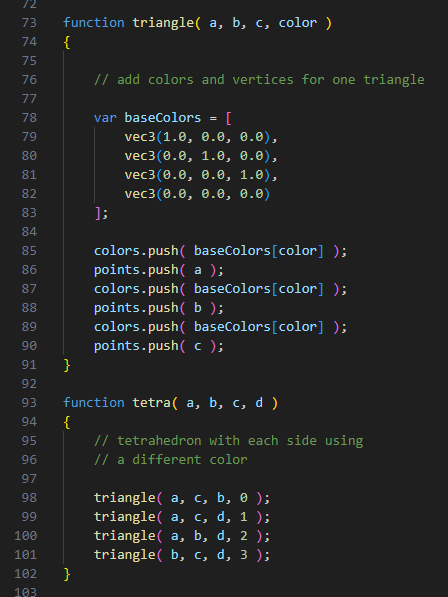 72
73 function triangle( a, b, c, color )
74 {
75
76     // add colors and vertices for one triangle
77
78     var baseColors = [
79         vec3(1.0, 0.0, 0.0),
80         vec3(0.0, 1.0, 0.0),
81         vec3(0.0, 0.0, 1.0),
82         vec3(0.0, 0.0, 0.0)
83     ];
84
85     colors.push( baseColors[color] );
86     points.push( a );
87     colors.push( baseColors[color] );
88     points.push( b );
89     colors.push( baseColors[color] );
90     points.push( c );
91 }
92
93 function tetra( a, b, c, d )
94 {
95     // tetrahedron with each side using
96     // a different color
97
98     triangle( a, c, b, 0 );
99     triangle( a, c, d, 1 );
100     triangle( a, b, d, 2 );
101     triangle( b, c, d, 3 );
102 }
103